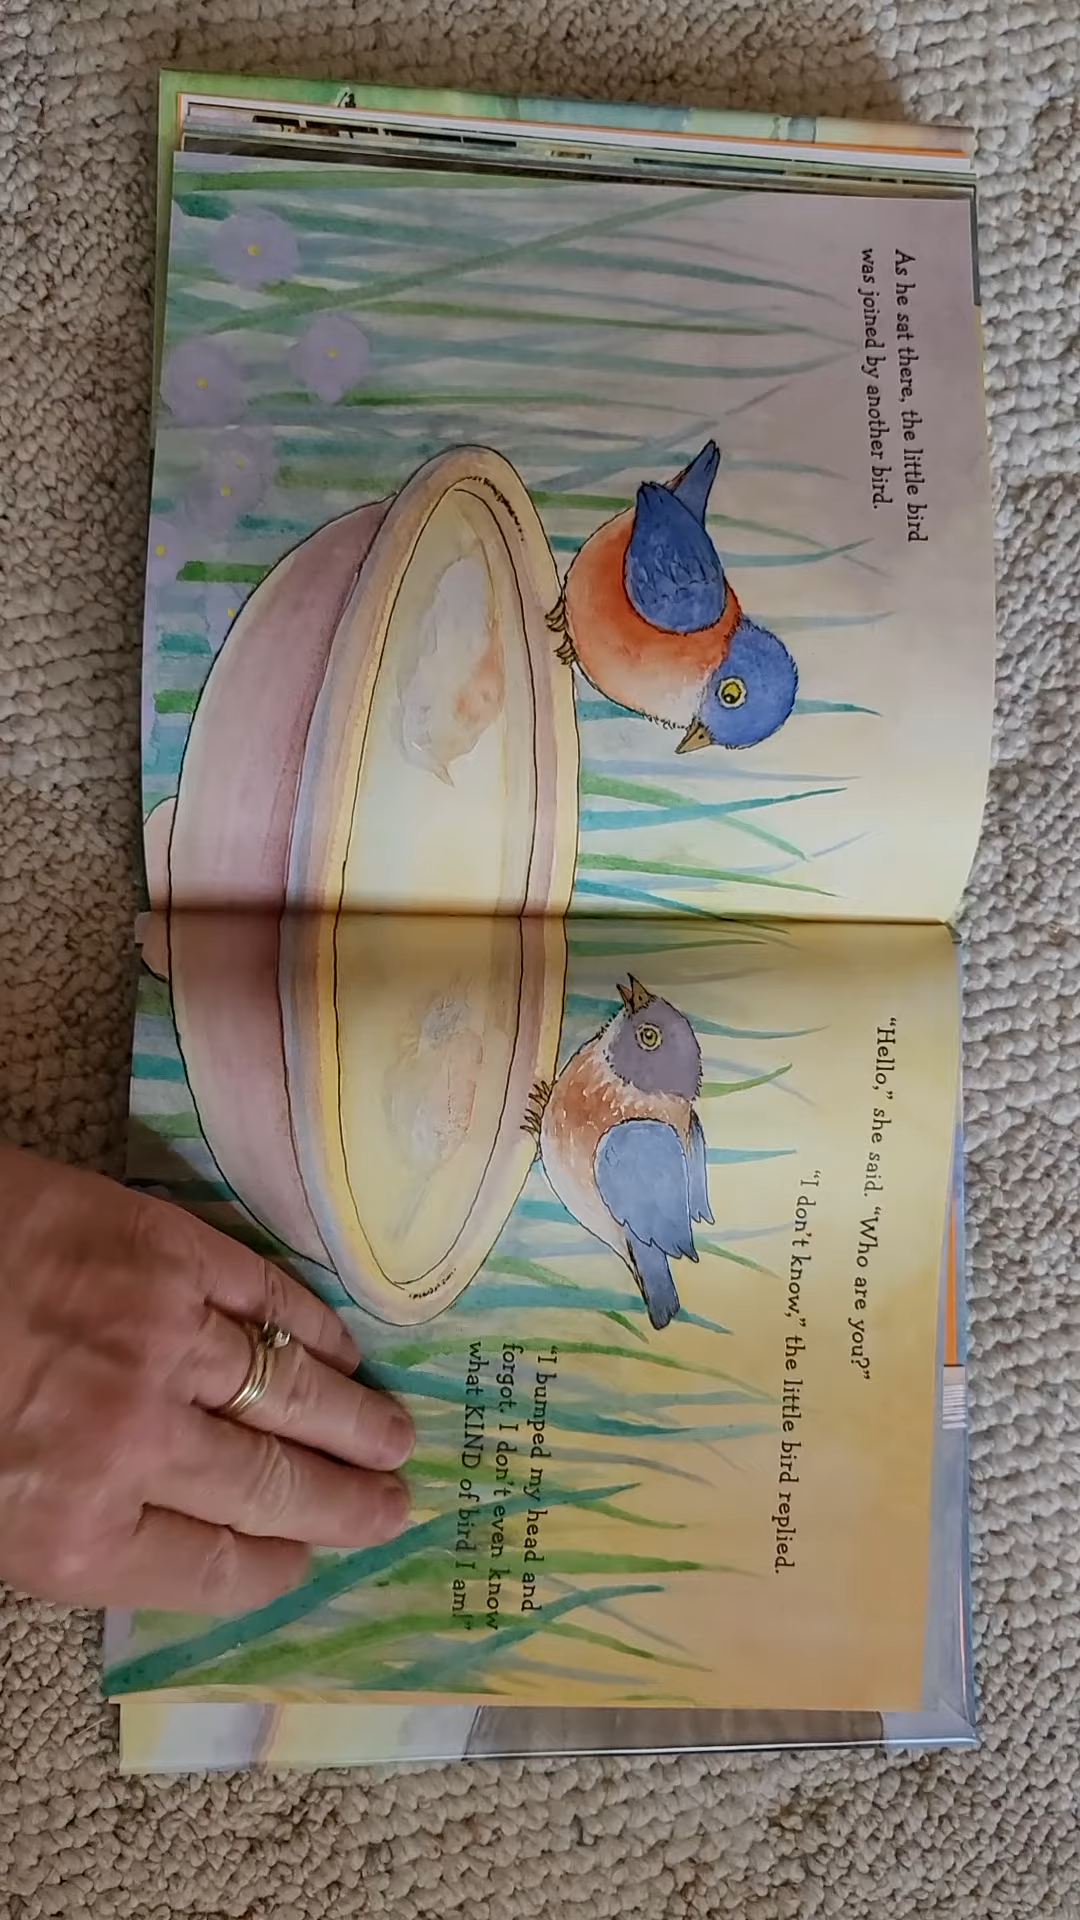 As he sat there, the little bird
was joined by another bird.
“Hello,” she said. “Who are you?”
“I don’t know,” the little bird replied.
“I bumped my head and
forgot. I don’t even know
what KIND of bird I am!”